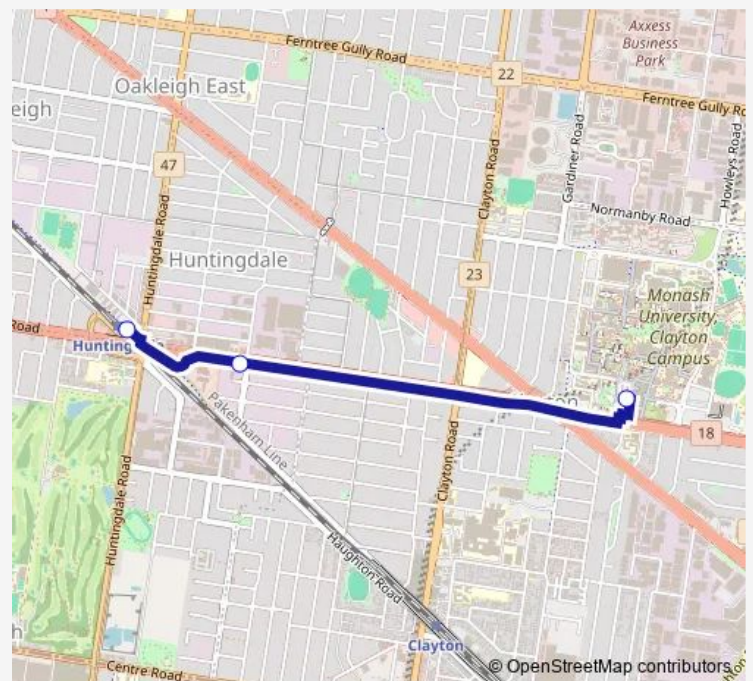 Axxess
Business
Park
Ferntree Gully Road
22
Oakleigh East
Ferntree Gully Ro
eigh
47
Gardiner Road
Howleys Road
Clayton Road
Normanby Road
Huntingdale Road
Huntingdale
23
Monash
University,
Clayton
Campus
Road
Hunting
Pakenham Line
18
Clayton Road
Huntingdale Road
Haughton Road
Clayton
Centre Road
© OpenStreetMap contributors